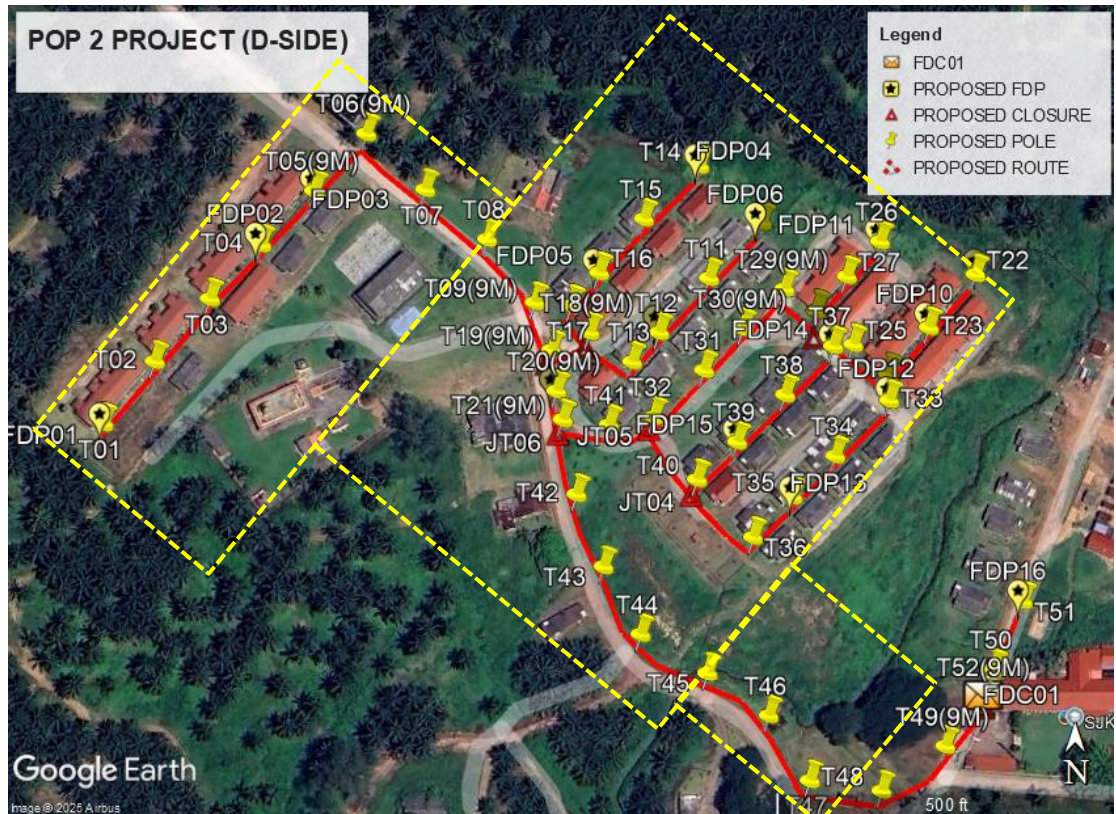 POP 2 PROJECT (D-SIDE)
Legend
FDC01
PROPOSED FDP
PROPOSED CLOSURE
PROPOSED POLE
PROPOSED ROUTE
T06(9M)
T05(9M)
T14
FDP04
FDP03
T15
FDP06
FDP02
T07
T08
FDP11
T26
T04
FDP05
T16
T11
T29(9M)
T27
T22
T03
T09(9M)
T18(9M)
T12
T30(9M)
T37
FDP10
T19(9M)
T17
T13
FDP14
T25
T23
T02
T20(9M)
T31
T38
FDP12
T41
T32
T33
T21(9M)
FDP15
T39
T34
FDP01
T01
JT06
JT05
T40
T35
FDP13
T42
JT04
T36
T43
FDP16
T44
T51
T50
T45
T46
T52(9M)
FDC01
T49(9M)
SJK
N
T48
T47
500 ft
Google Earth
Image © 2025 Airbus